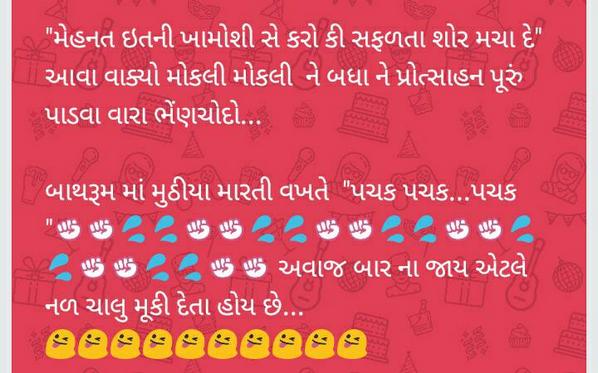 "મેહનત ઇતની ખામોશી સે કરો કી સફળતા શોર મચા દે"
આવા વાક્યો મોકલી મોકલી ને બધા ને પ્રોત્સાહન પૂરું
પાડવા વારા ભેંણચોદો...
બાથરૂમ માં મુઠીયા મારતી વખતે "પચક પચક...પચક
"✊✊💦💦✊✊💦💦✊✊💦💦✊✊💦
💦✊✊💦💦✊✊ અવાજ બાર ના જાય એટલે
નળ ચાલુ મૂકી દેતા હોય છે...
😜😜😜😜😜😜😜😜😜😜